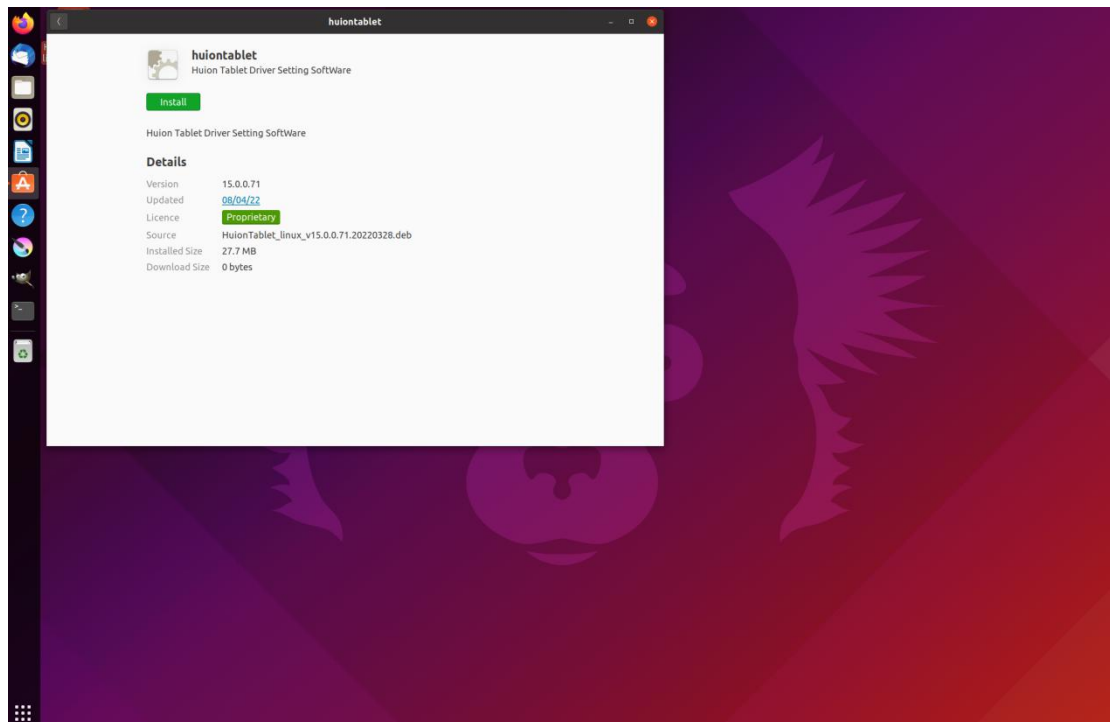 huiontablet
huiontablet
Huion Tablet Driver Setting SoftWare
Install
Huion Tablet Driver Setting SoftWare
Details
Version 15.0.0.71
Updated 08/04/22
Licence Proprietary
Source HuionTablet_linux_v15.0.0.71.20220328.deb
Installed Size 27.7 MB
Download Size 0 bytes